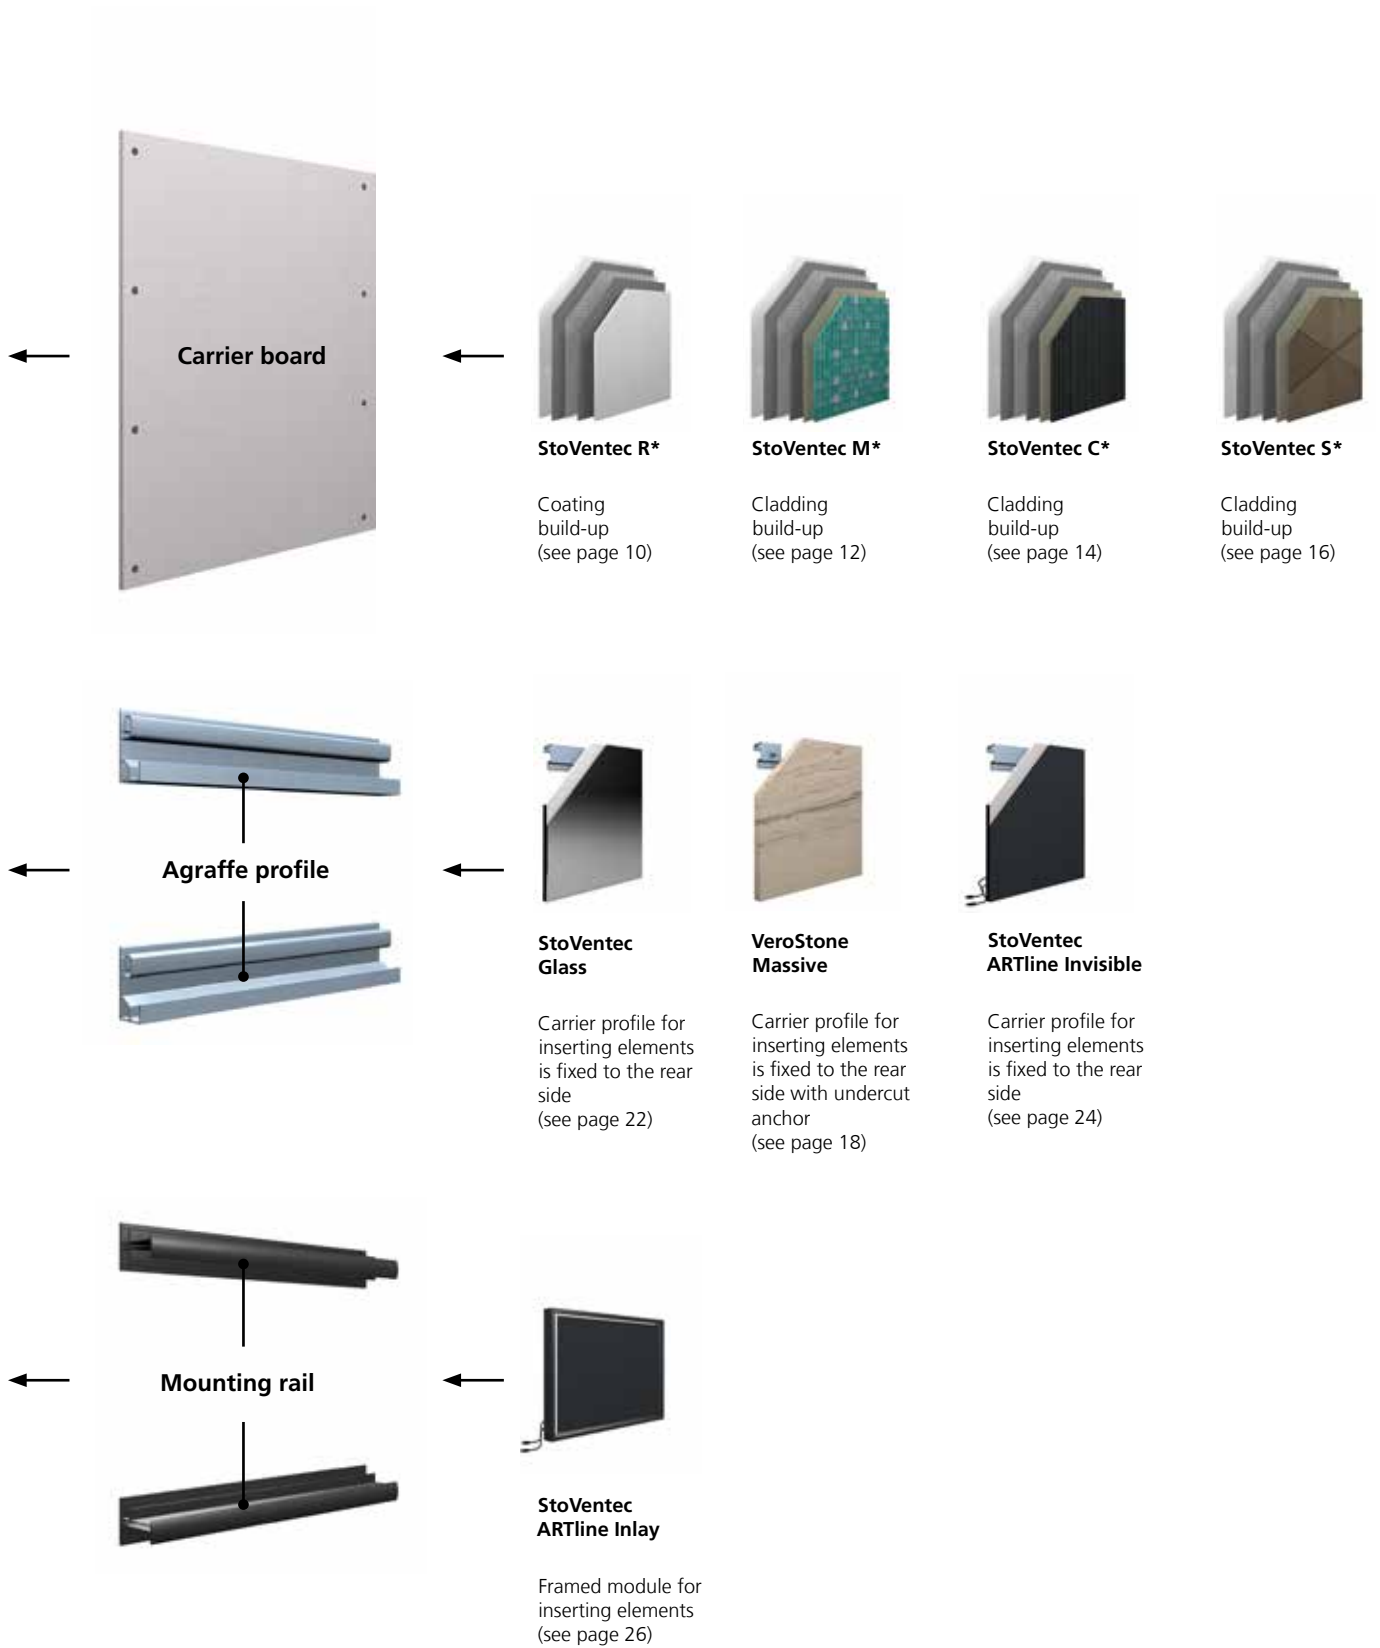 Carrier board
StoVentec R*
Coating
build-up
(see page 10)
StoVentec M*
Cladding
build-up
(see page 12)
StoVentec C*
Cladding
build-up
(see page 14)
StoVentec S*
Cladding
build-up
(see page 16)
Agraffe profile
StoVentec
Glass
Carrier profile for
inserting elements
is fixed to the rear
side
(see page 22)
VeroStone
Massive
Carrier profile for
inserting elements
is fixed to the rear
side with undercut
anchor
(see page 18)
StoVentec
ARTline Invisible
Carrier profile for
inserting elements
is fixed to the rear
side
(see page 24)
Mounting rail
StoVentec
ARTline Inlay
Framed module for
inserting elements
(see page 26)